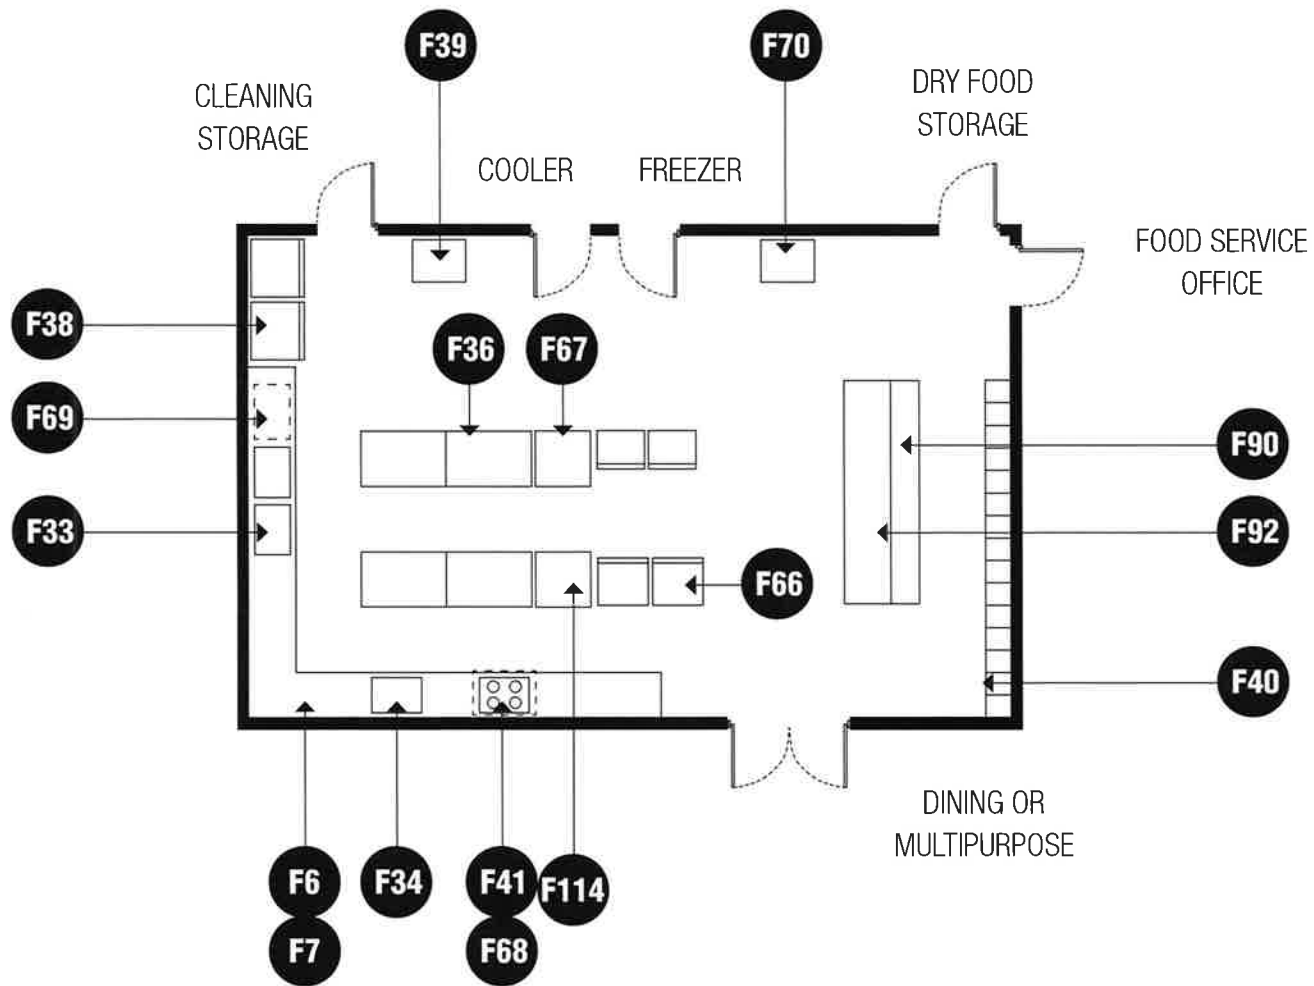 F39
F70
CLEANING
STORAGE
DRY FOOD
STORAGE
COOLER
FREEZER
FOOD SERVICE
OFFICE
F38
F36
F67
F69
F90
F33
F92
F66
F40
DINING OR
MULTIPURPOSE
F6
F34
F41
F114
F7
F68